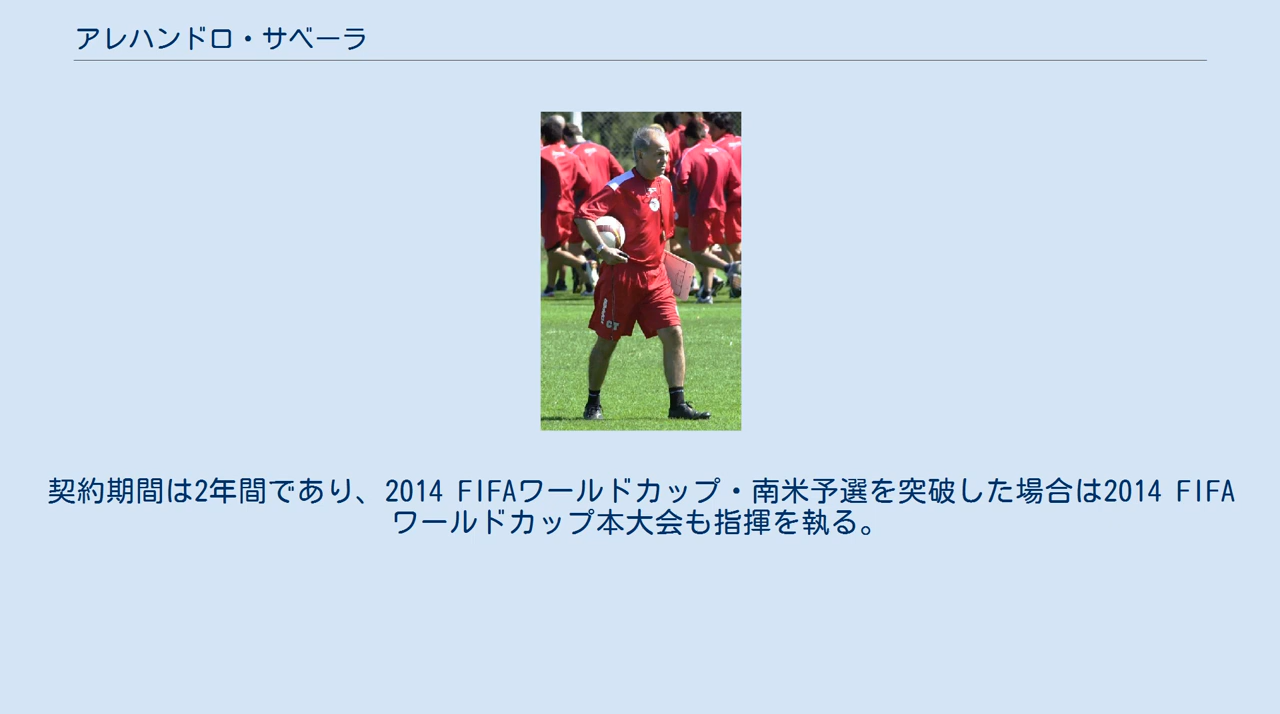 アレハンドロ・サベーラ
契約期間は2年間であり、2014 FIFAワールドカップ・南米予選を突破した場合は2014 FIFA
ワールドカップ本大会も指揮を執る。